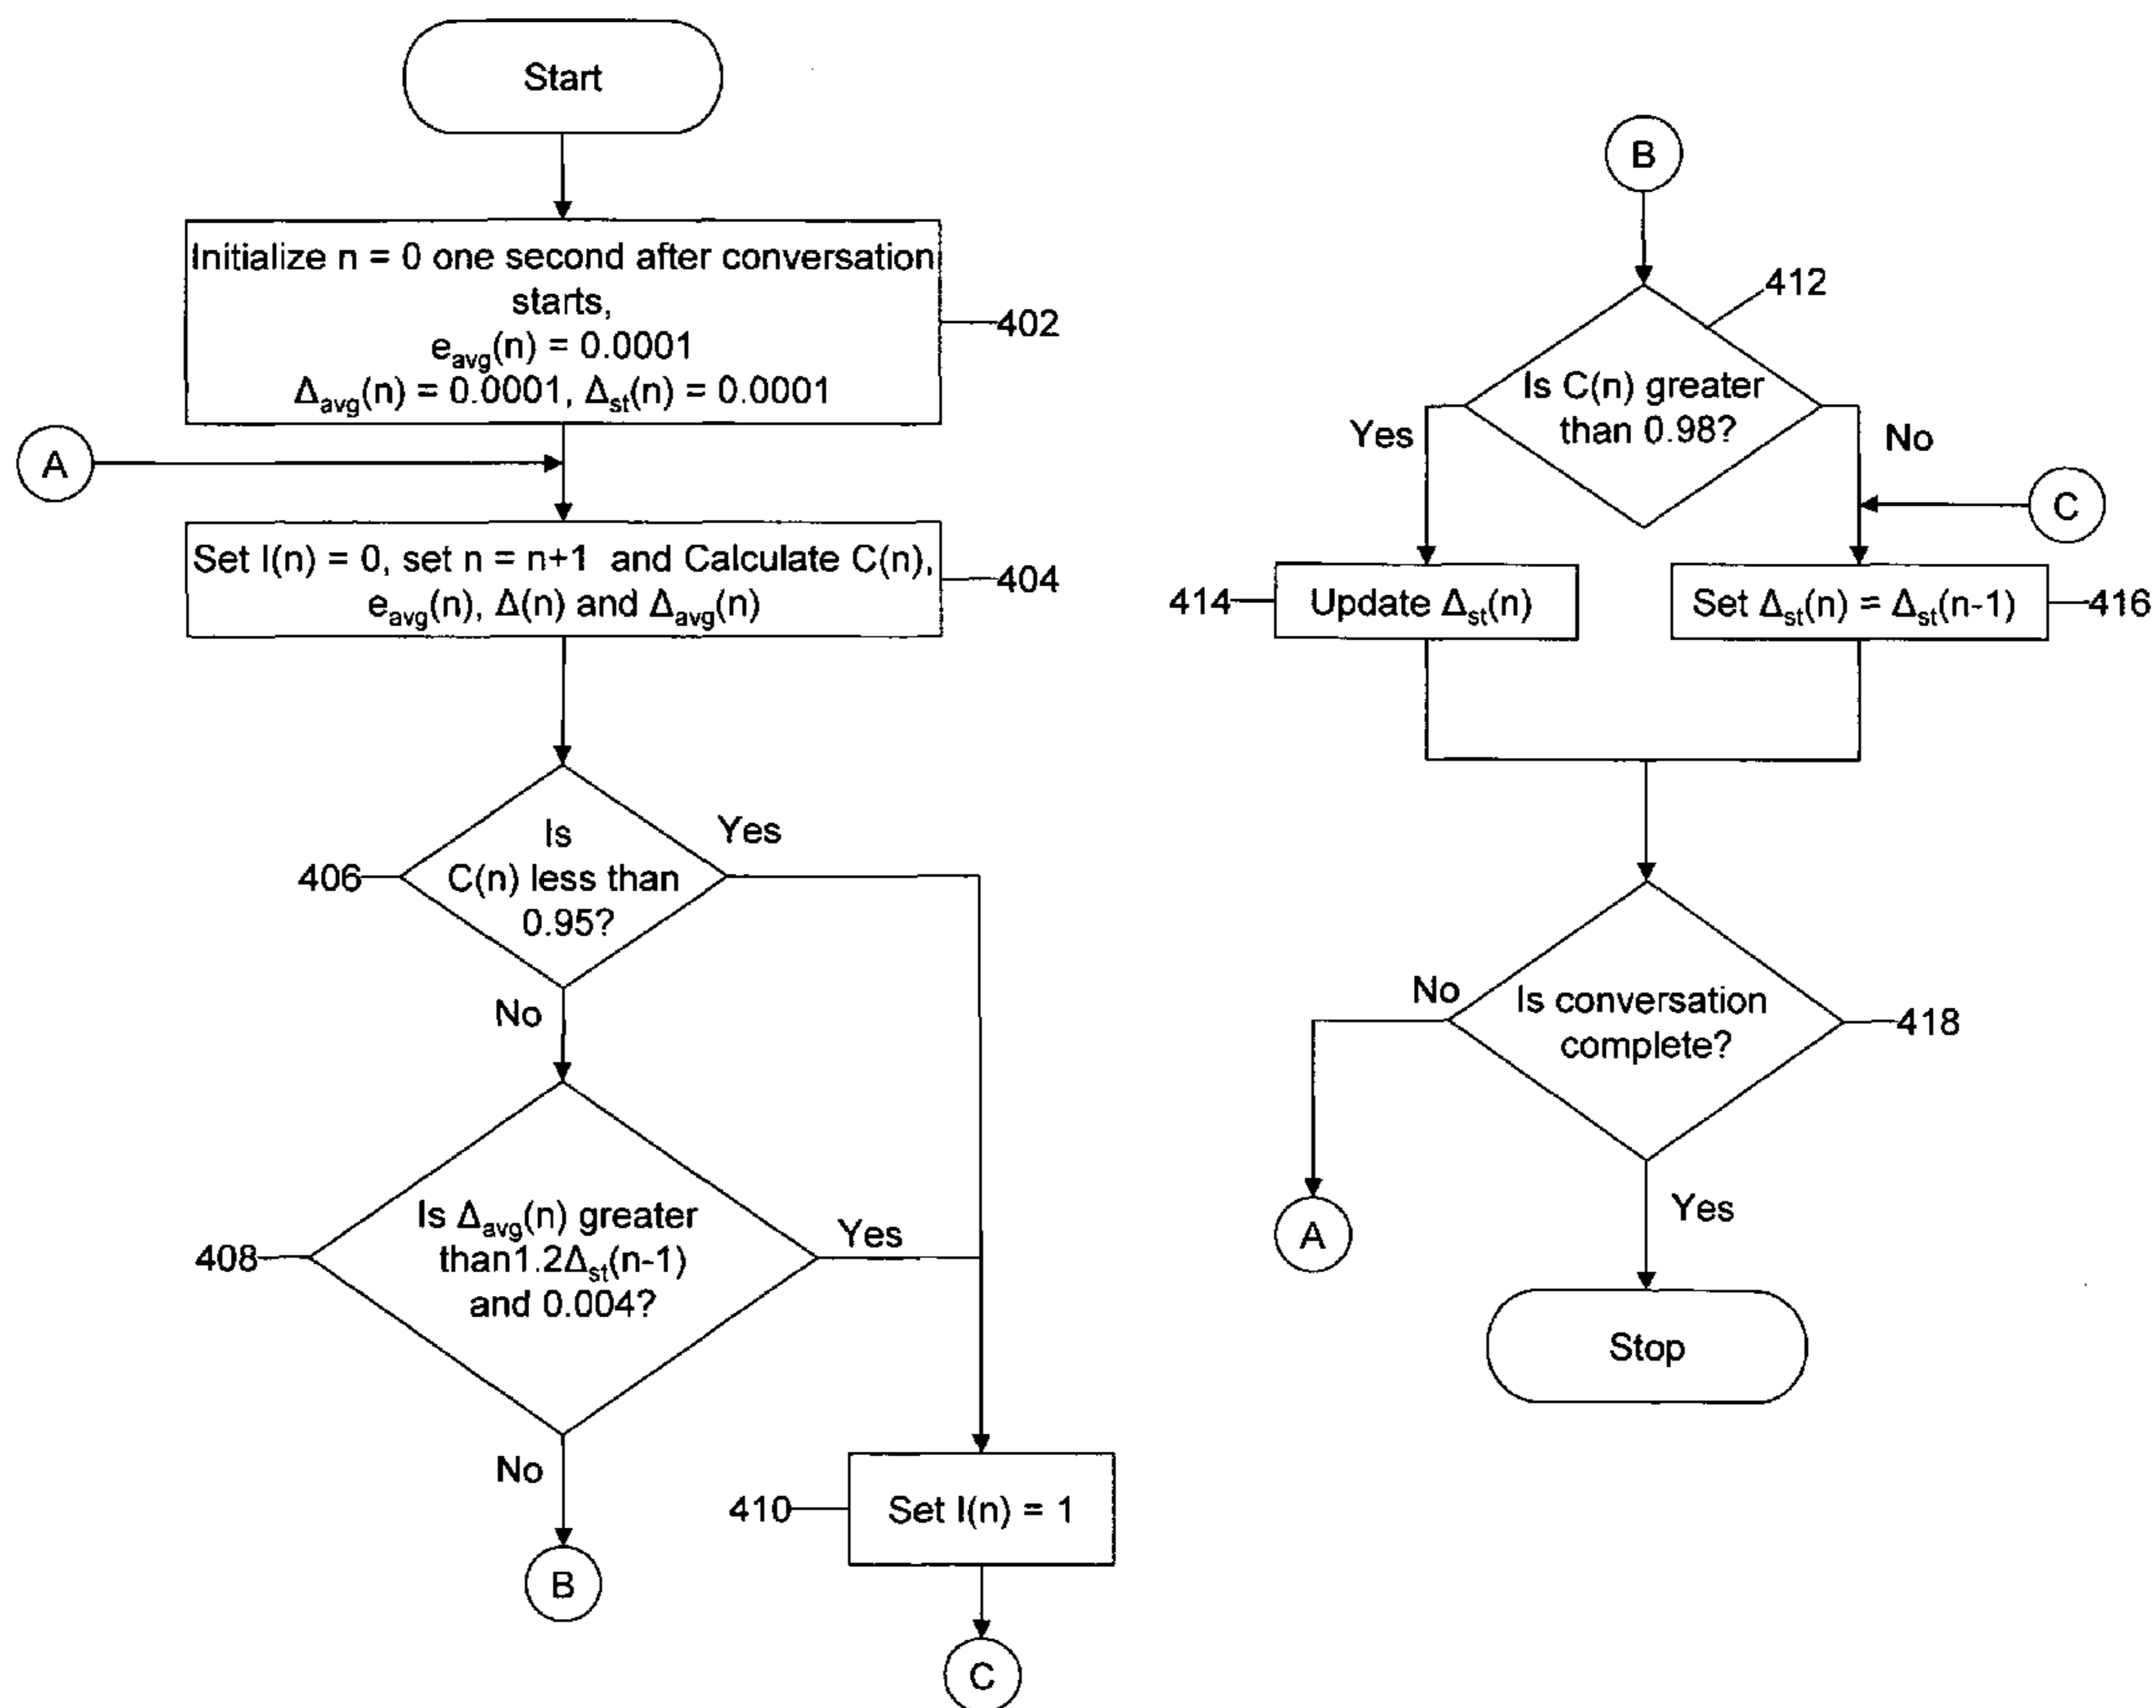 Start
Initialize n = 0 one second after conversation
starts,
eavg(n) = 0.0001
Δavg(n) = 0.0001, Δst(n) = 0.0001
402
A
Set I(n) = 0, set n = n+1 and Calculate C(n),
eavg(n), Δ(n) and Δavg(n)
404
Is
C(n) less than
0.95?
406
Yes
No
Is Δavg(n) greater
than1.2Δst(n-1)
and 0.004?
408
Yes
No
410
Set I(n) = 1
B
C
B
412
Is C(n) greater
than 0.98?
Yes
No
C
414
Update Δst(n)
Set Δst(n) = Δst(n-1)
416
No
Is conversation
complete?
418
A
Yes
Stop